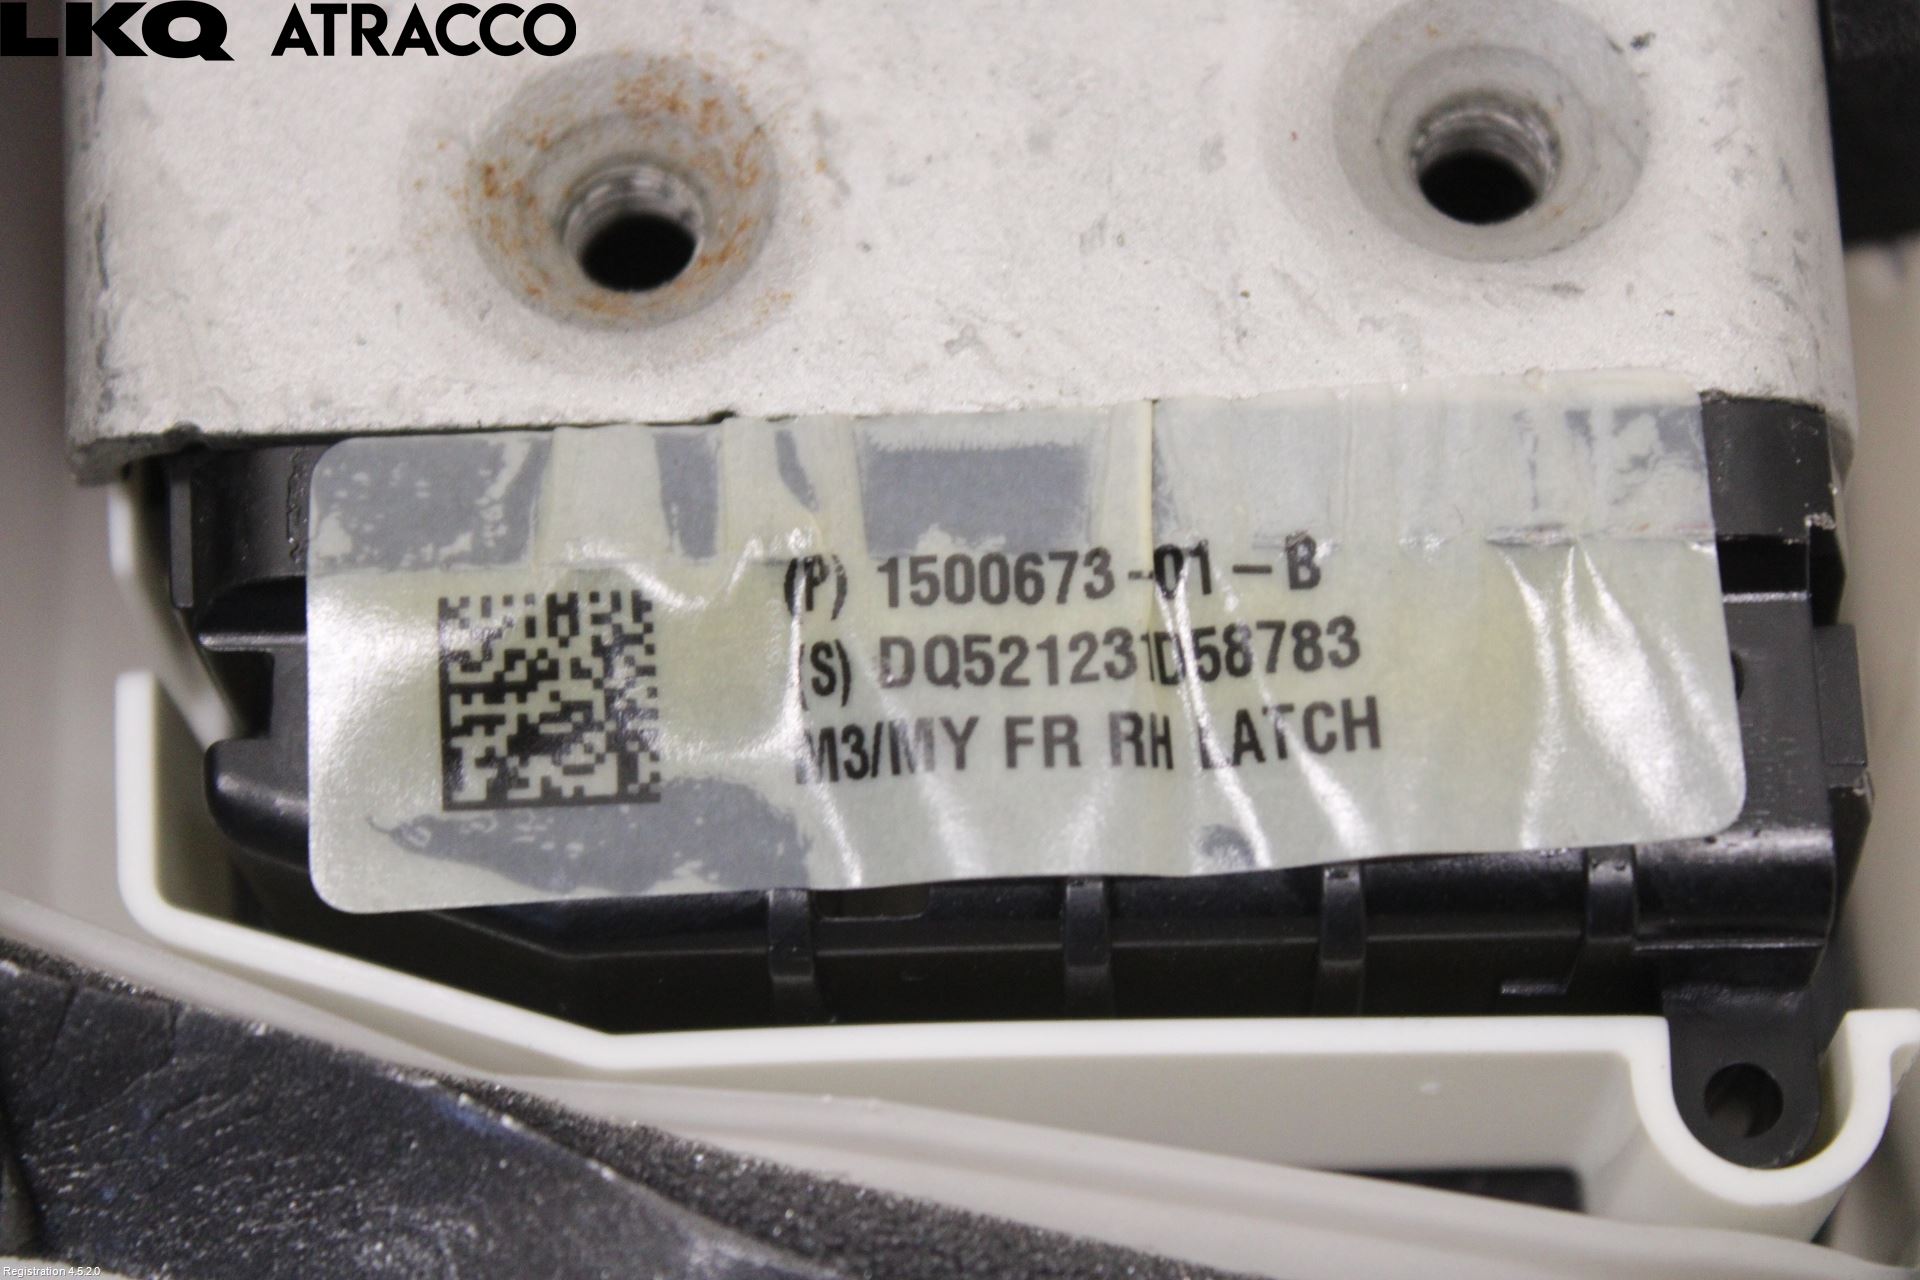 LKQ ATRACCO
(P) 1500673-01-B
(S) DQ521231D58783
M3/MY FR RH LATCH
Registration 4.5.2.0